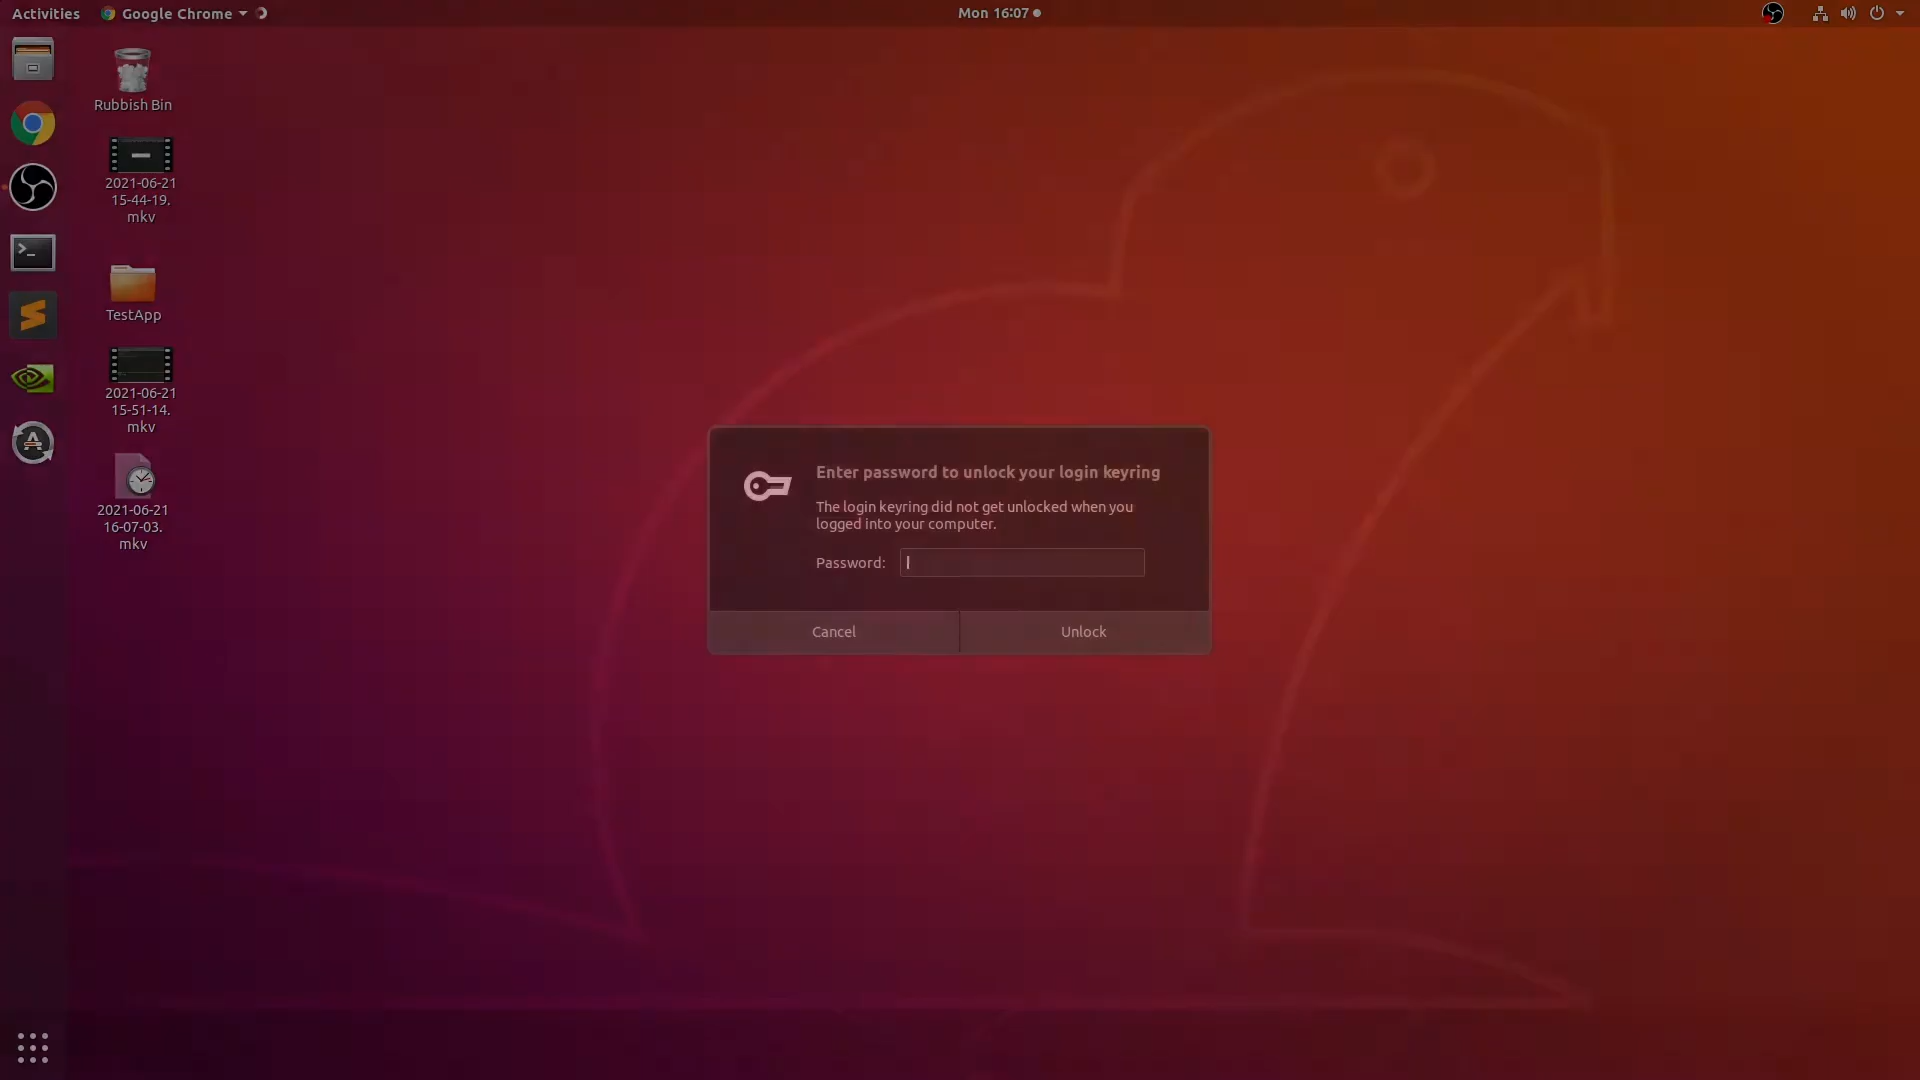 Activities
Google Chrome
Mon 16:07
Rubbish Bin
2021-06-21
15-44-19.
mkv
TestApp
2021-06-21
15-51-14.
mkv
2021-06-21
16-07-03.
mkv
Enter password to unlock your login keyring
The login keyring did not get unlocked when you
logged into your computer.
Password:
Cancel
Unlock